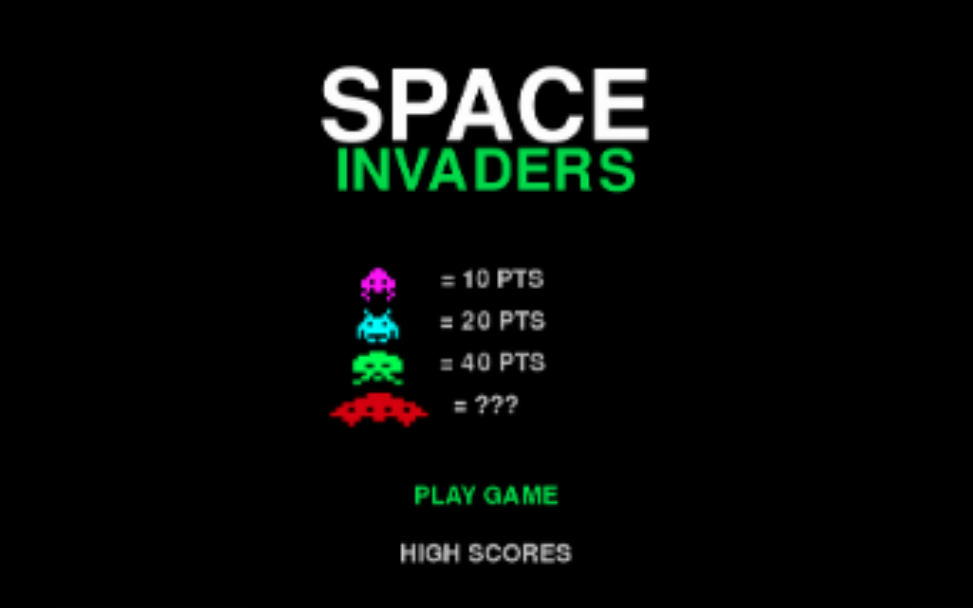 SPACE
INVADERS
= 10 PTS
= 20 PTS
= 40 PTS
= ???
PLAY GAME
HIGH SCORES